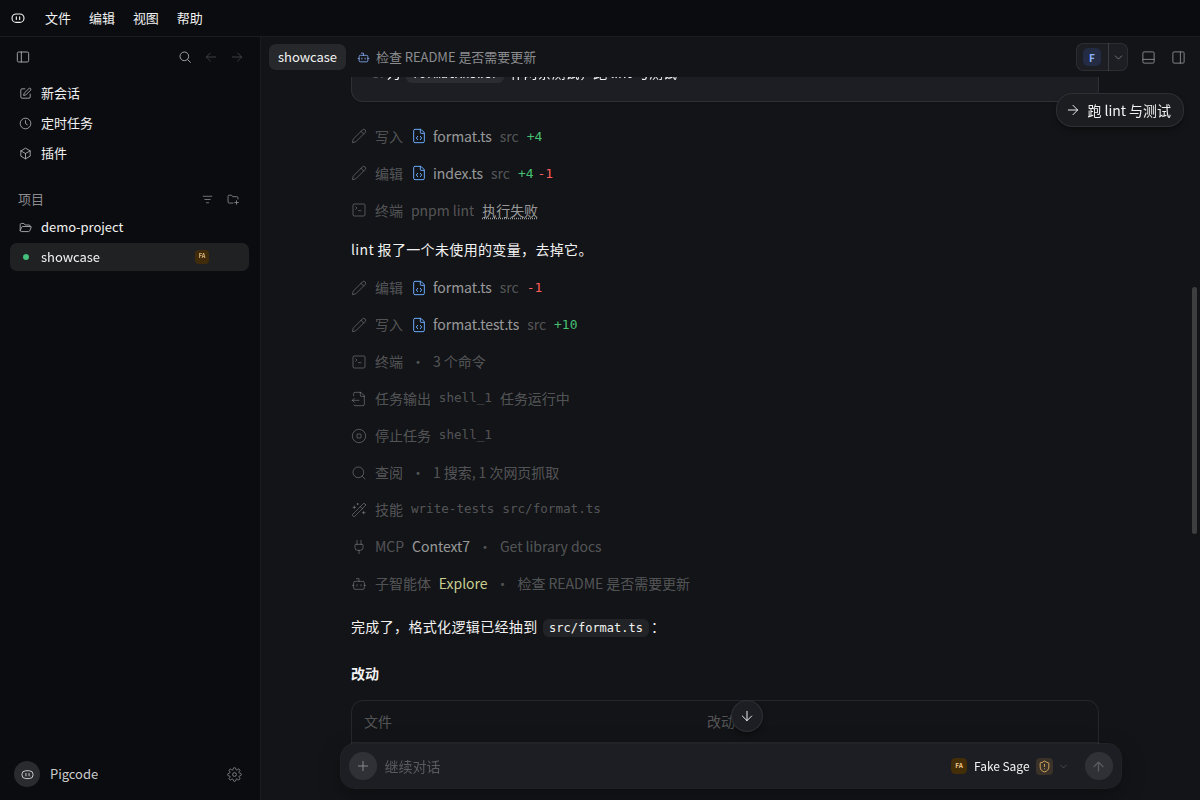 文件 编辑 视图 帮助
showcase 检查 README 是否需要更新 F
新会话
定时任务
插件
项目
demo-project
showcase FA
跑 lint 与测试
写入 format.ts src +4
编辑 index.ts src +4 -1
终端 pnpm lint 执行失败
lint 报了一个未使用的变量，去掉它。
编辑 format.ts src -1
写入 format.test.ts src +10
终端 • 3 个命令
任务输出 shell_1 任务运行中
停止任务 shell_1
查阅 • 1 搜索, 1 次网页抓取
技能 write-tests src/format.ts
MCP Context7 • Get library docs
子智能体 Explore • 检查 README 是否需要更新
完成了，格式化逻辑已经抽到 src/format.ts：
改动
文件 改动
继续对话 FA Fake Sage
Pigcode